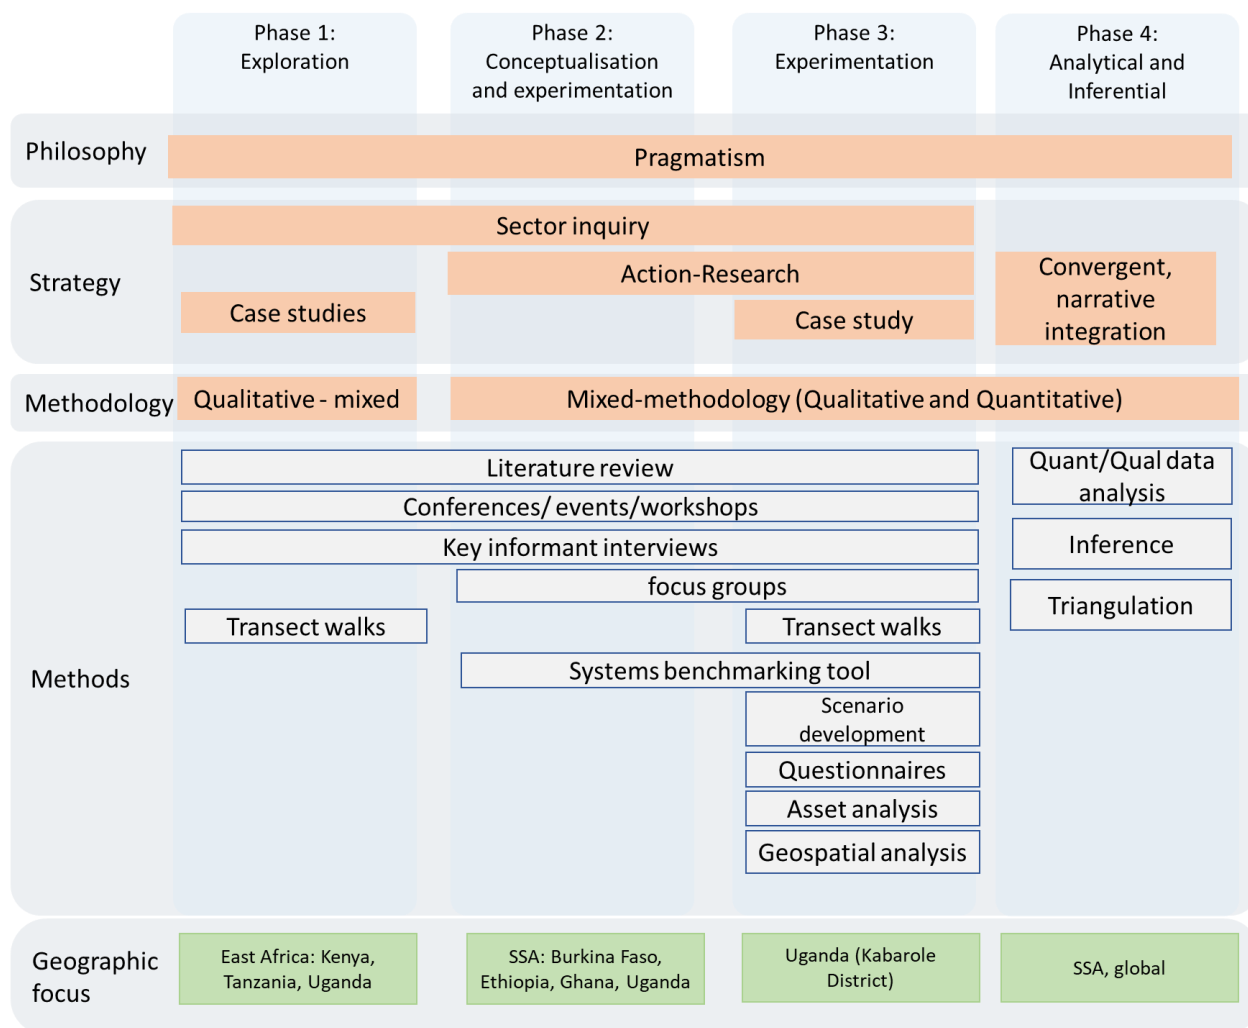 Phase 1:
Exploration
Phase 2:
Conceptualisation
and experimentation
Phase 3:
Experimentation
Phase 4:
Analytical and
Inferential
Philosophy
Pragmatism
Strategy
Sector inquiry
Action-Research
Case studies
Case study
Convergent,
narrative
integration
Methodology
Qualitative - mixed
Mixed-methodology (Qualitative and Quantitative)
Methods
Literature review
Conferences/ events/workshops
Key informant interviews
focus groups
Transect walks
Transect walks
Systems benchmarking tool
Scenario
development
Questionnaires
Asset analysis
Geospatial analysis
Quant/Qual data
analysis
Inference
Triangulation
Geographic
focus
East Africa: Kenya,
Tanzania, Uganda
SSA: Burkina Faso,
Ethiopia, Ghana, Uganda
Uganda (Kabarole
District)
SSA, global